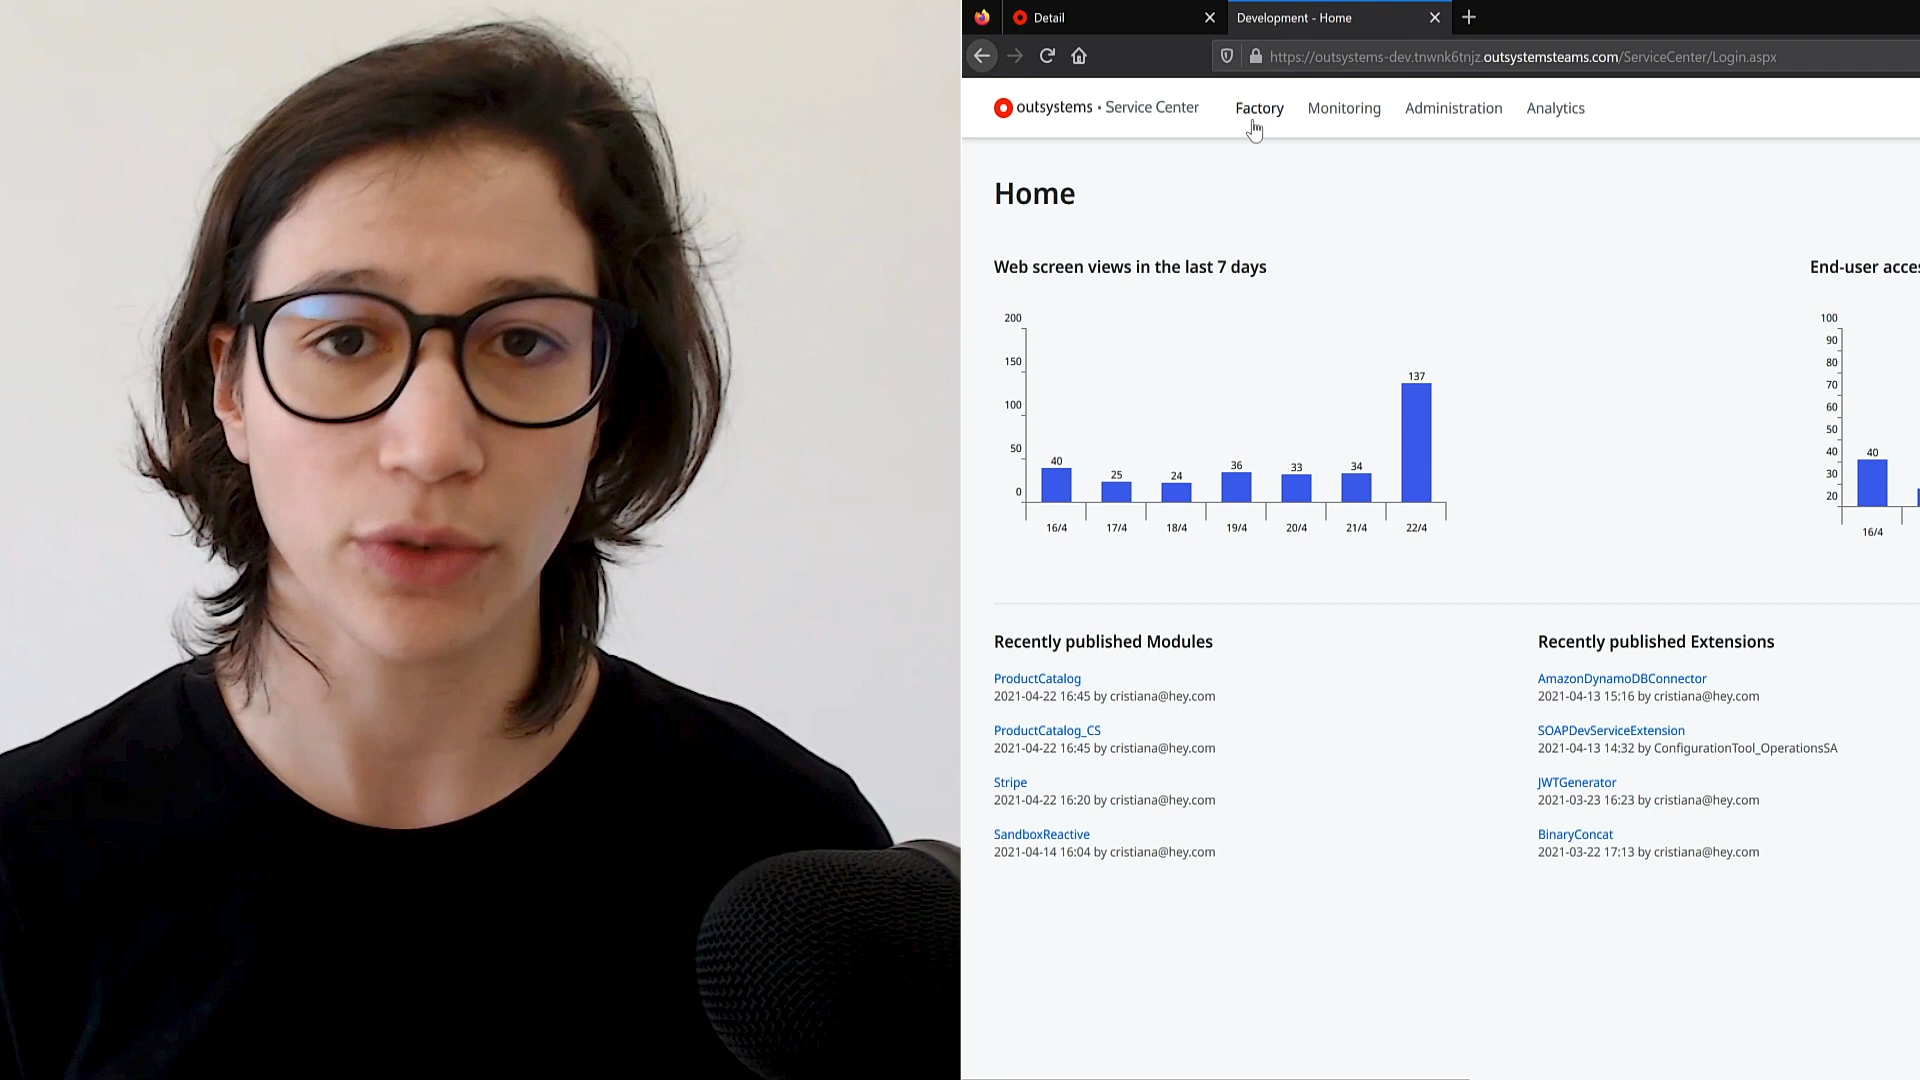 Detail
Development - Home
https://outsystems-dev.tnwnk6tnjz.outsystemsteams.com/ServiceCenter/Login.aspx
outsystems • Service Center
Factory
Monitoring
Administration
Analytics
Home
Web screen views in the last 7 days
200
150
100
50
0
40
25
24
36
33
34
137
16/4
17/4
18/4
19/4
20/4
21/4
22/4
End-user acces
100
90
80
70
60
50
40
30
20
40
16/4
Recently published Modules
ProductCatalog
2021-04-22 16:45 by cristiana@hey.com
ProductCatalog_CS
2021-04-22 16:45 by cristiana@hey.com
Stripe
2021-04-22 16:20 by cristiana@hey.com
SandboxReactive
2021-04-14 16:04 by cristiana@hey.com
Recently published Extensions
AmazonDynamoDBConnector
2021-04-13 15:16 by cristiana@hey.com
SOAPDevServiceExtension
2021-04-13 14:32 by ConfigurationTool_OperationsSA
JWTGenerator
2021-03-23 16:23 by cristiana@hey.com
BinaryConcat
2021-03-22 17:13 by cristiana@hey.com